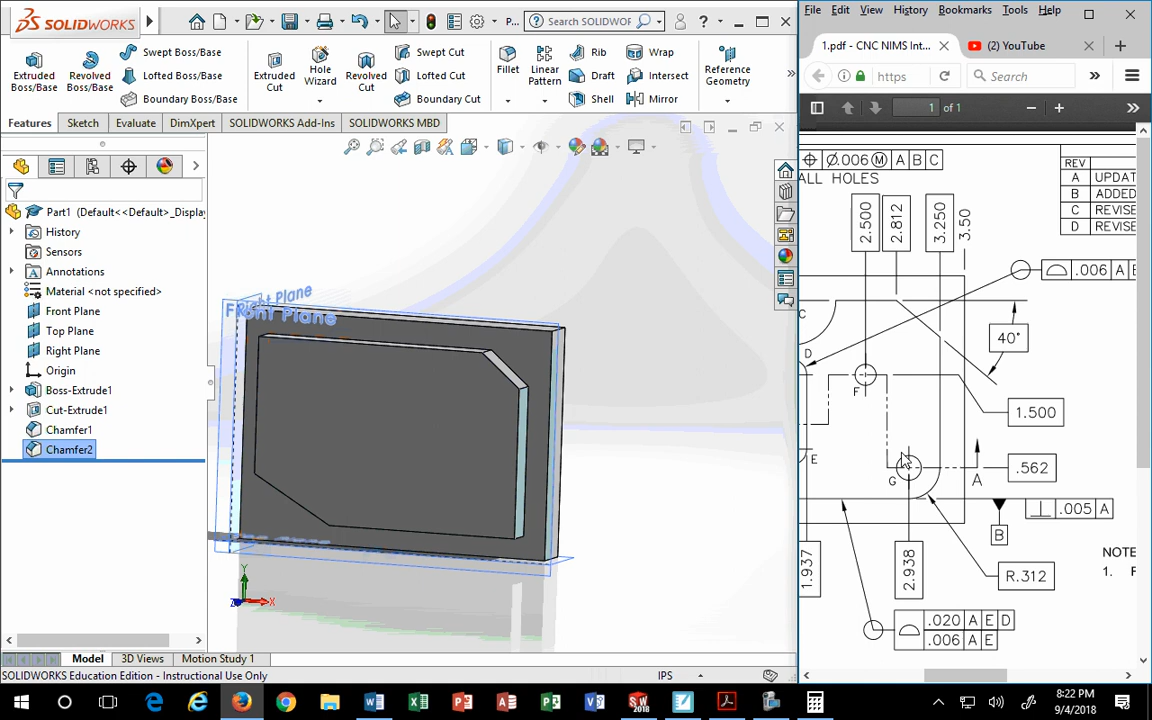 SOLIDWORKS
P...
Search SOLIDWORF
?
File Edit View History Bookmarks Tools Help
1.pdf - CNC NIMS Int...
(2) YouTube
https
Search
1 of 1
Extruded Boss/Base
Revolved Boss/Base
Swept Boss/Base
Lofted Boss/Base
Boundary Boss/Base
Extruded Cut
Hole Wizard
Revolved Cut
Swept Cut
Lofted Cut
Boundary Cut
Fillet
Linear Pattern
Rib
Draft
Shell
Wrap
Intersect
Mirror
Reference Geometry
Features
Sketch
Evaluate
DimXpert
SOLIDWORKS Add-Ins
SOLIDWORKS MBD
Part1 (Default<<Default>_Display
History
Sensors
Annotations
Material <not specified>
Front Plane
Top Plane
Right Plane
Origin
Boss-Extrude1
Cut-Extrude1
Chamfer1
Chamfer2
Right Plane
Front Plane
Y
X
Z
Ø.006 Ⓜ A B C
ALL HOLES
REV
A UPDAT
B ADDED
C REVISE
D REVISE
2.500
2.812
3.250
3.50
.006 A
C
D
40°
F
1.500
E
G
A
.562
.005 A
B
1.937
2.938
R.312
NOTE
1.
.020 A E D
.006 A E
Model
3D Views
Motion Study 1
SOLIDWORKS Education Edition - Instructional Use Only
IPS
8:22 PM
9/4/2018